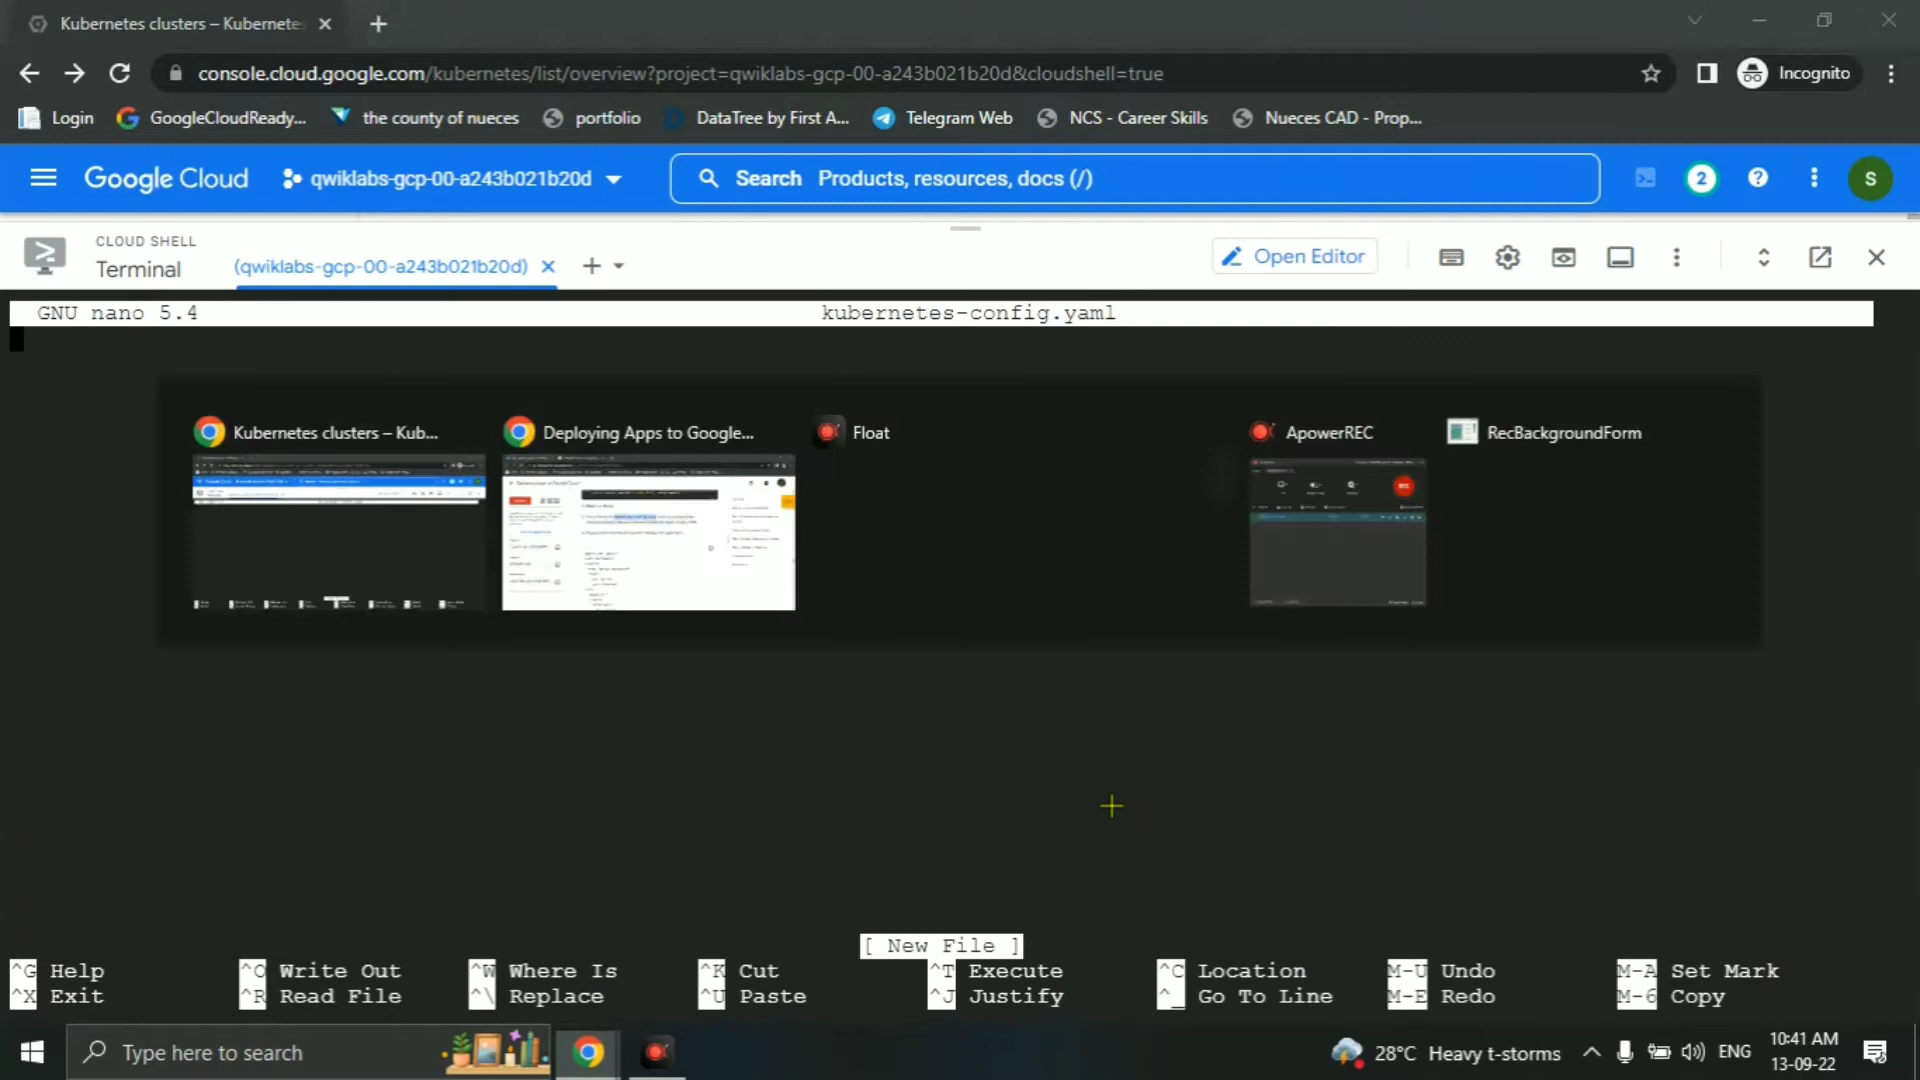 Kubernetes clusters – Kubernete
console.cloud.google.com/kubernetes/list/overview?project=qwiklabs-gcp-00-a243b021b20d&cloudshell=true
Incognito
Login
GoogleCloudReady...
the county of nueces
portfolio
DataTree by First A...
Telegram Web
NCS - Career Skills
Nueces CAD - Prop...
Google Cloud
qwiklabs-gcp-00-a243b021b20d
Search Products, resources, docs (/)
2
?
S
CLOUD SHELL
Terminal
(qwiklabs-gcp-00-a243b021b20d)
Open Editor
GNU nano 5.4
kubernetes-config.yaml
Kubernetes clusters – Kub...
Deploying Apps to Google...
Float
ApowerREC
RecBackgroundForm
[ New File ]
^G Help
^O Write Out
^W Where Is
^K Cut
^T Execute
^C Location
M-U Undo
M-A Set Mark
^X Exit
^R Read File
^\ Replace
^U Paste
^J Justify
^_ Go To Line
M-E Redo
M-6 Copy
Type here to search
28°C Heavy t-storms
ENG
10:41 AM
13-09-22